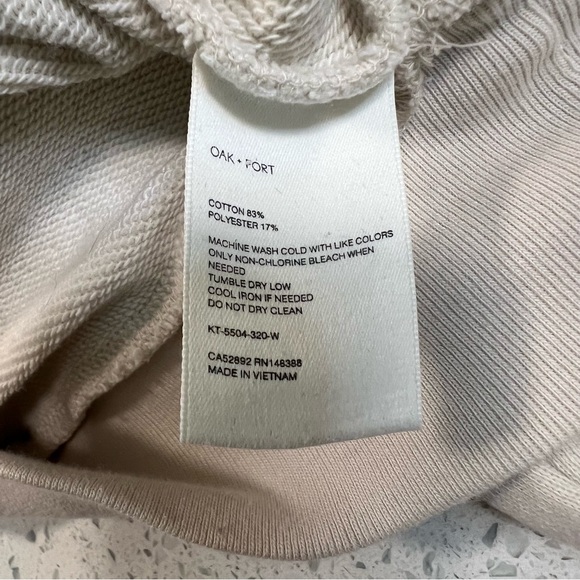 OAK + FORT
COTTON 83%
POLYESTER 17%
MACHINE WASH COLD WITH LIKE COLORS
ONLY NON-CHLORINE BLEACH WHEN
NEEDED
TUMBLE DRY LOW
COOL IRON IF NEEDED
DO NOT DRY CLEAN
KT-5504-320-W
CA52892 RN148388
MADE IN VIETNAM